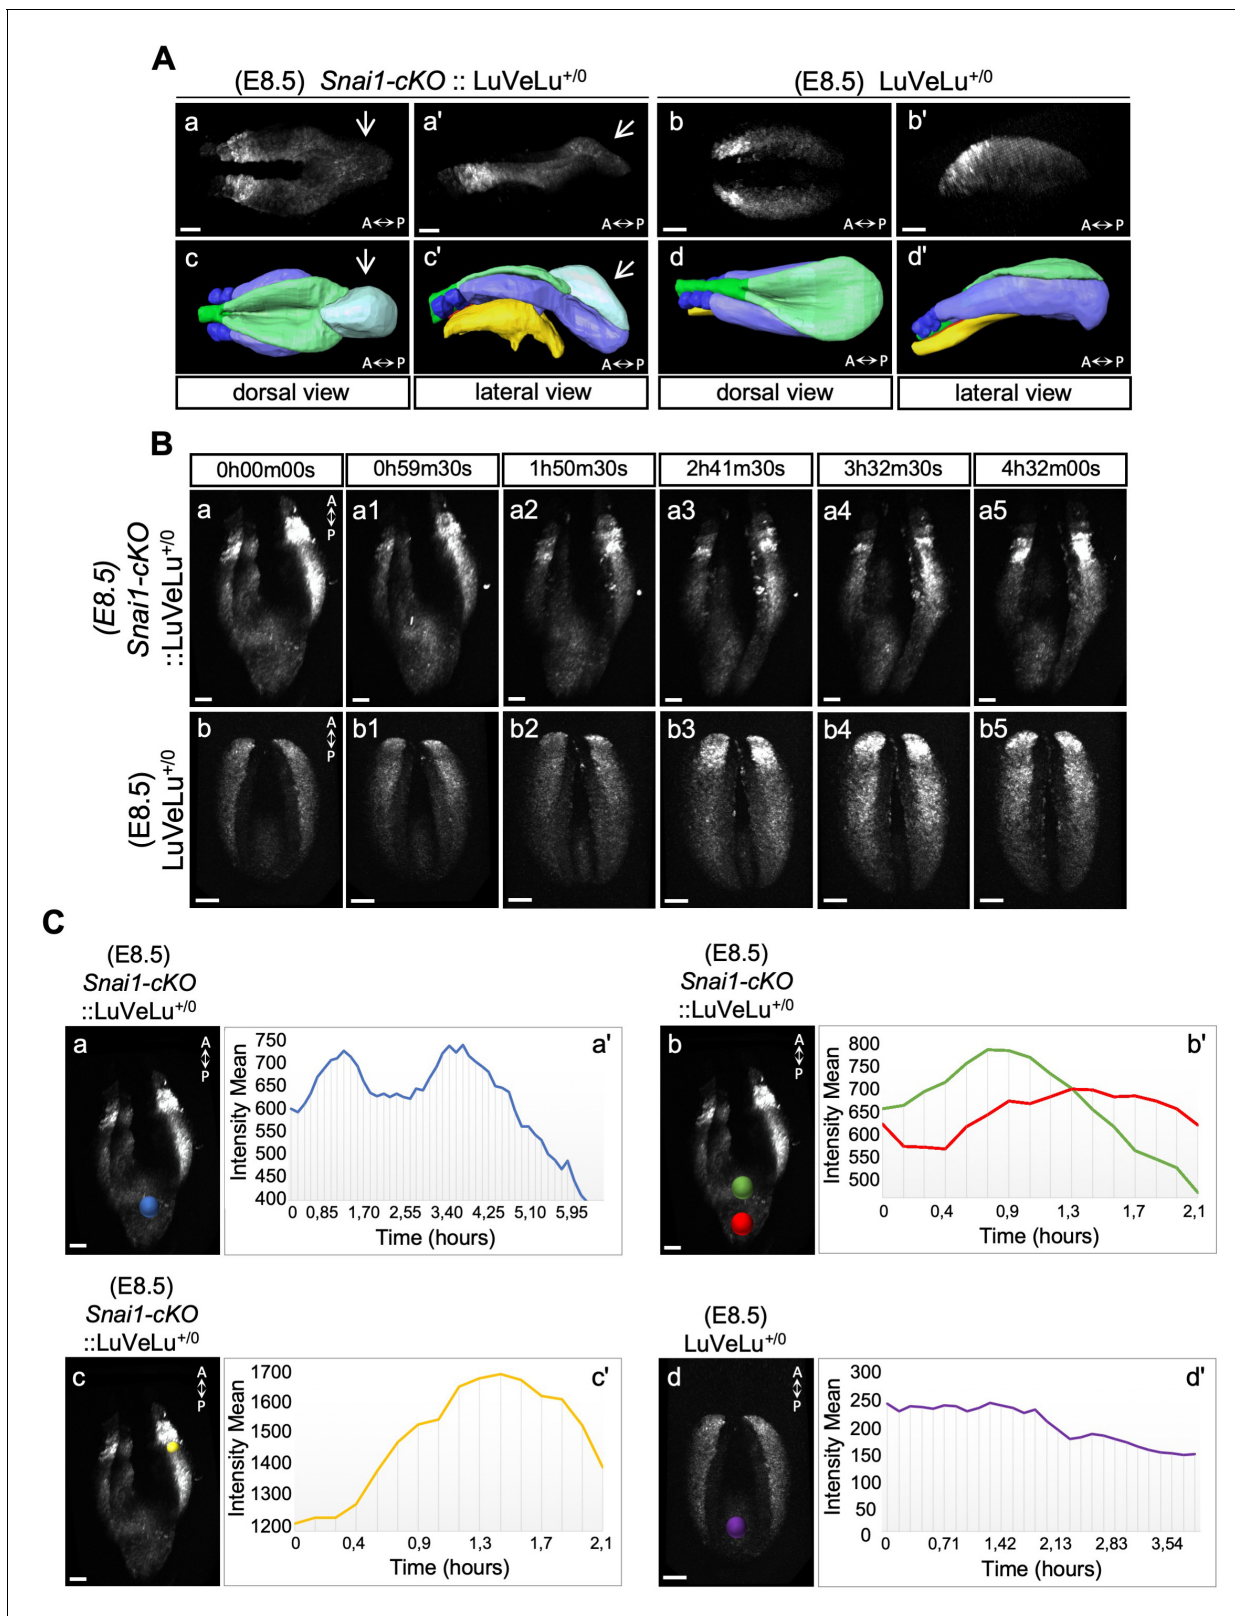 A
(E8.5) Snai1-cKO :: LuVeLu+/0
(E8.5) LuVeLu+/0
a
a'
b
b'
A↔P
A↔P
A↔P
A↔P
c
c'
d
d'
A↔P
A↔P
A↔P
A↔P
dorsal view
lateral view
dorsal view
lateral view
B
0h00m00s
0h59m30s
1h50m30s
2h41m30s
3h32m30s
4h32m00s
(E8.5)
Snai1-cKO
::LuVeLu+/0
a
A↔P
a1
a2
a3
a4
a5
(E8.5)
LuVeLu+/0
b
A↔P
b1
b2
b3
b4
b5
C
(E8.5)
Snai1-cKO
::LuVeLu+/0
a
A↔P
a'
Intensity Mean
750
700
650
600
550
500
450
400
0 0,85 1,70 2,55 3,40 4,25 5,10 5,95
Time (hours)
(E8.5)
Snai1-cKO
::LuVeLu+/0
b
A↔P
b'
Intensity Mean
800
750
700
650
600
550
500
0 0,4 0,9 1,3 1,7 2,1
Time (hours)
(E8.5)
Snai1-cKO
::LuVeLu+/0
c
A↔P
c'
Intensity Mean
1700
1600
1500
1400
1300
1200
0 0,4 0,9 1,3 1,7 2,1
Time (hours)
(E8.5)
LuVeLu+/0
d
A↔P
d'
Intensity Mean
300
250
200
150
100
50
0
0 0,71 1,42 2,13 2,83 3,54
Time (hours)